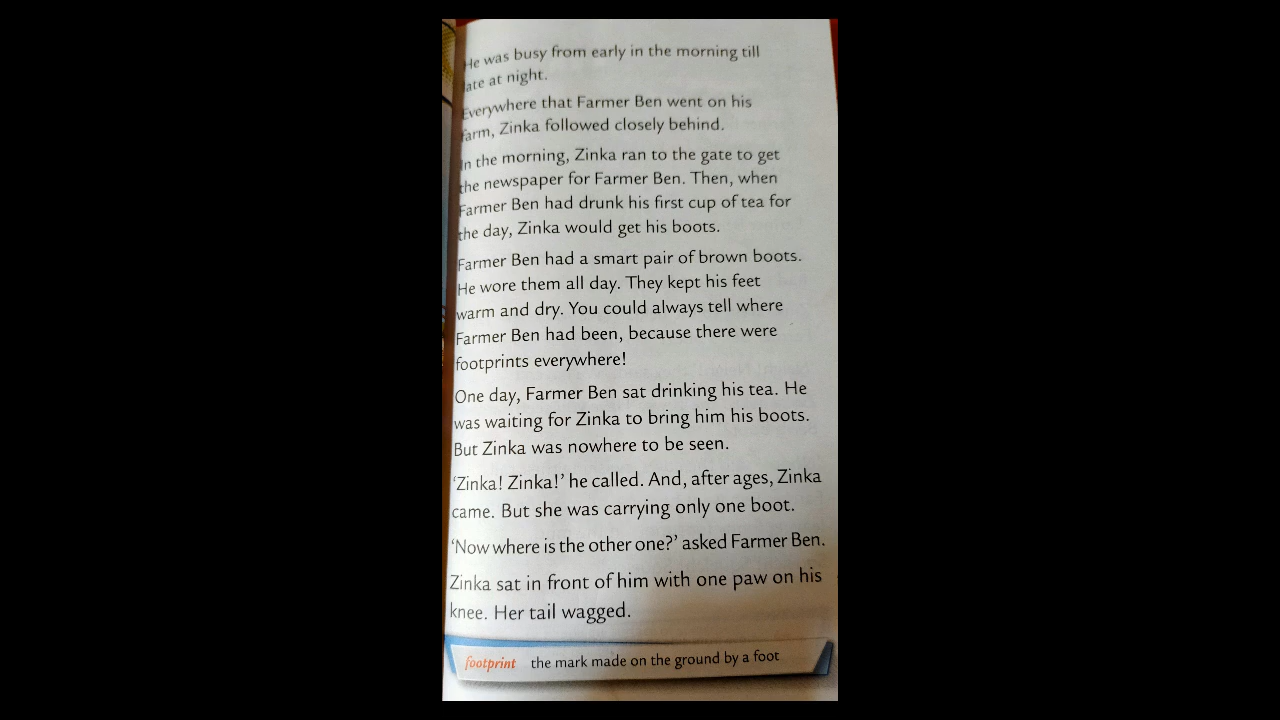 He was busy from early in the morning till
late at night.
Everywhere that Farmer Ben went on his
farm, Zinka followed closely behind.
In the morning, Zinka ran to the gate to get
the newspaper for Farmer Ben. Then, when
Farmer Ben had drunk his first cup of tea for
the day, Zinka would get his boots.
Farmer Ben had a smart pair of brown boots.
He wore them all day. They kept his feet
warm and dry. You could always tell where
Farmer Ben had been, because there were
footprints everywhere!
One day, Farmer Ben sat drinking his tea. He
was waiting for Zinka to bring him his boots.
But Zinka was nowhere to be seen.
‘Zinka! Zinka!’ he called. And, after ages, Zinka
came. But she was carrying only one boot.
‘Now where is the other one?’ asked Farmer Ben.
Zinka sat in front of him with one paw on his
knee. Her tail wagged.
footprint the mark made on the ground by a foot